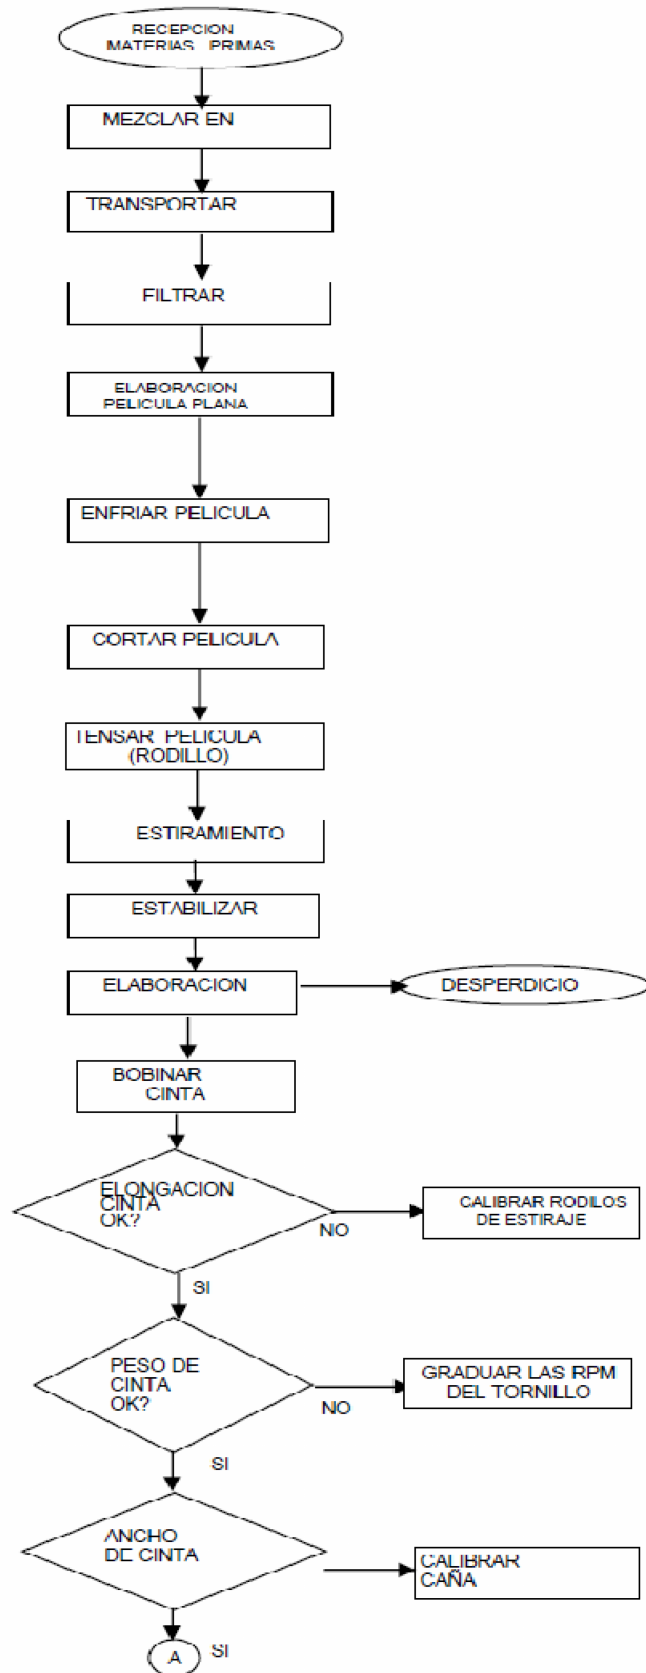 RECEPCION
MATERIAS PRIMAS
MEZCLAR EN
TRANSPORTAR
FILTRAR
ELABORACION
PELICULA PLANA
ENFRIAR PELICULA
CORTAR PELICULA
TENSAR PELICULA
(RODILLO)
ESTIRAMIENTO
ESTABILIZAR
ELABORACION
DESPERDICIO
BOBINAR
CINTA
ELONGACION
CINTA
OK?
NO
CALIBRAR RODILOS
DE ESTIRAJE
SI
PESO DE
CINTA
OK?
NO
GRADUAR LAS RPM
DEL TORNILLO
SI
ANCHO
DE CINTA
CALIBRAR
CAÑA
SI
A